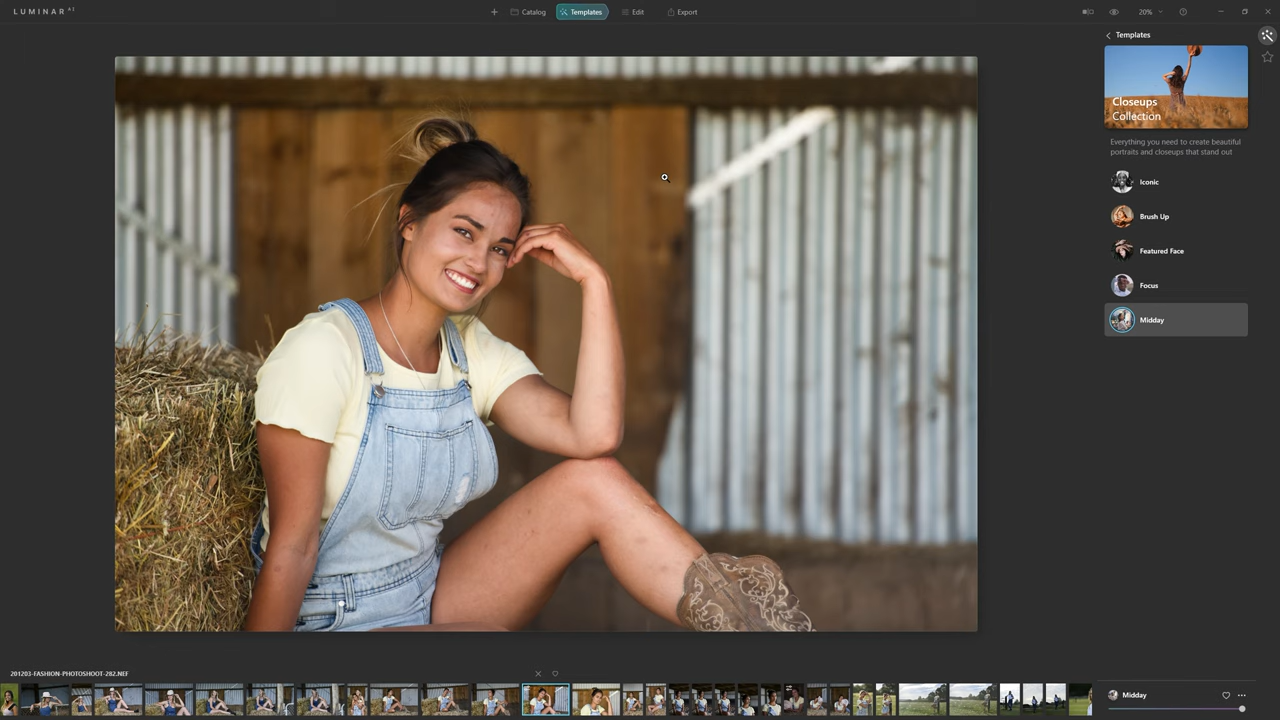 LUMINAR AI
Catalog
Templates
Edit
Export
20%
Templates
Closeups
Collection
Everything you need to create beautiful
portraits and closeups that stand out
Iconic
Brush Up
Featured Face
Focus
Midday
201203-FASHION-PHOTOSHOOT-282.NEF
Midday